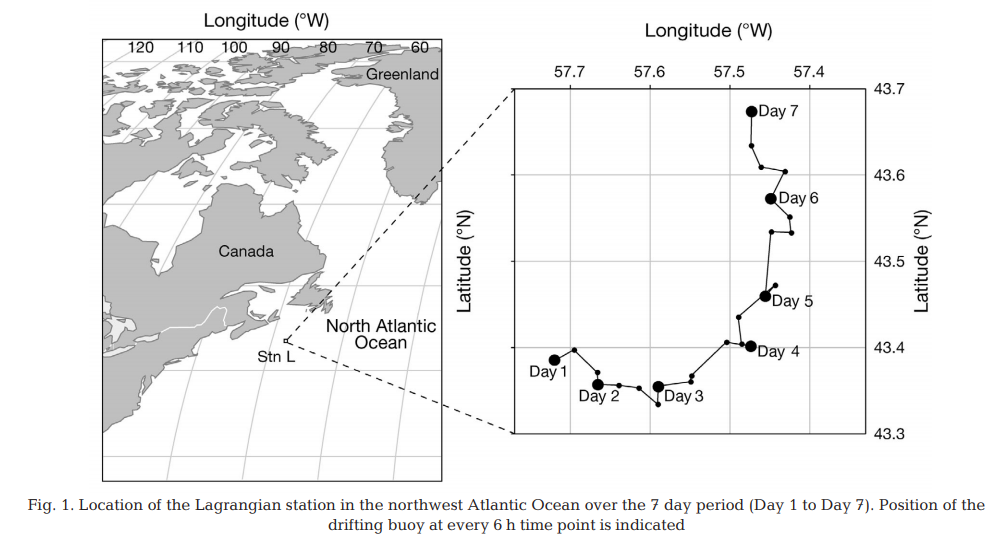 Longitude (°W)
120 110 100 90 80 70 60
Greenland
Canada
North Atlantic
Ocean
Stn L
Longitude (°W)
57.7 57.6 57.5 57.4
Latitude (°N)
43.7
43.6
43.5
43.4
43.3
Latitude (°N)
Day 7
Day 6
Day 5
Day 4
Day 1
Day 2
Day 3
Fig. 1. Location of the Lagrangian station in the northwest Atlantic Ocean over the 7 day period (Day 1 to Day 7). Position of the
drifting buoy at every 6 h time point is indicated